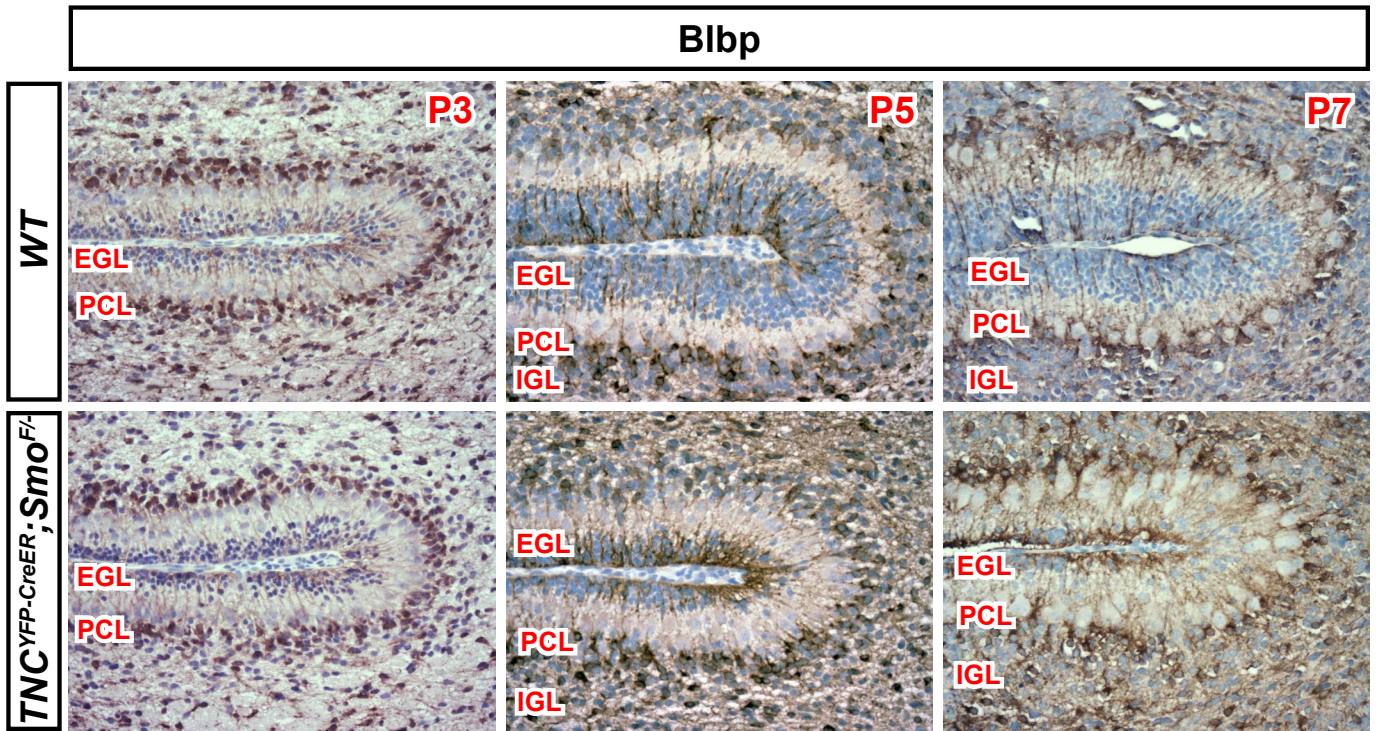 Blbp
WT
P3
EGL
PCL
P5
EGL
PCL
IGL
P7
EGL
PCL
IGL
TNC^YFP-CreER;Smo^F/-
EGL
PCL
EGL
PCL
IGL
EGL
PCL
IGL